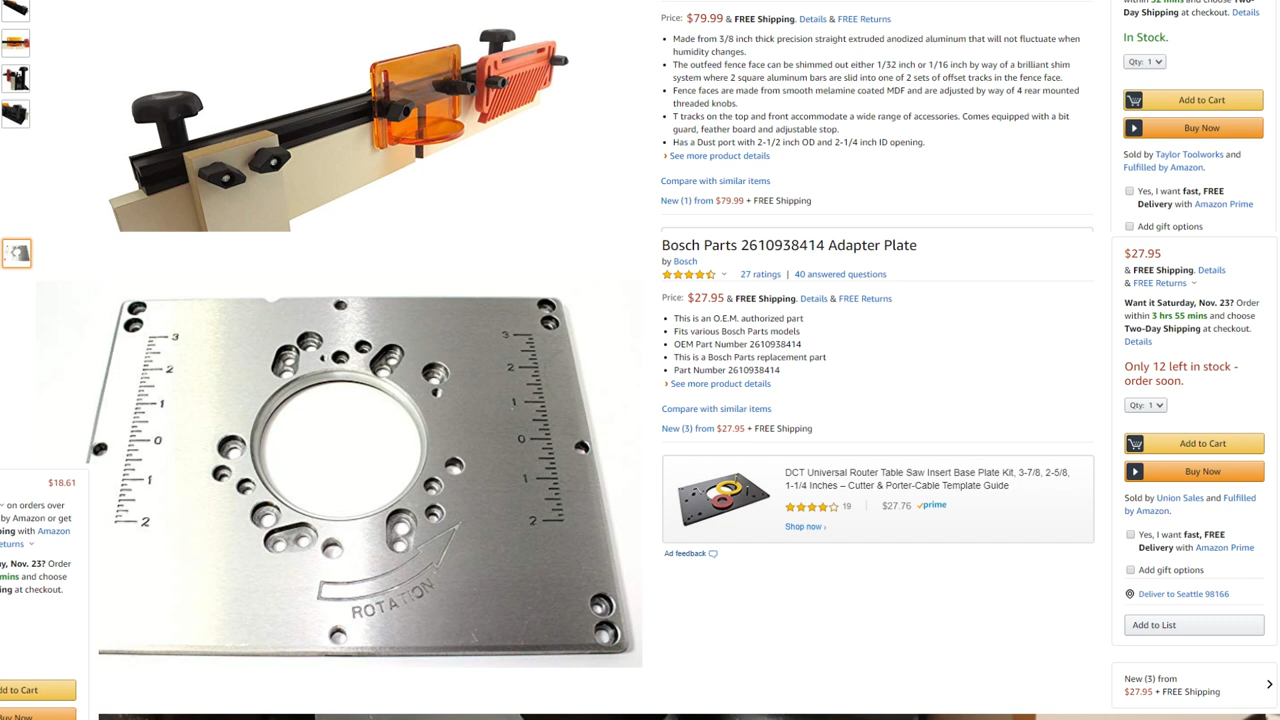 Price: $79.99 & FREE Shipping. Details & FREE Returns
• Made from 3/8 inch thick precision straight extruded anodized aluminum that will not fluctuate when
humidity changes.
• The outfeed fence face can be shimmed out either 1/32 inch or 1/16 inch by way of a brilliant shim
system where 2 square aluminum bars are slid into one of 2 sets of offset tracks in the fence face.
• Fence faces are made from smooth melamine coated MDF and are adjusted by way of 4 rear mounted
threaded knobs.
• T tracks on the top and front accommodate a wide range of accessories. Comes equipped with a bit
guard, feather board and adjustable stop.
• Has a Dust port with 2-1/2 inch OD and 2-1/4 inch ID opening.
› See more product details
Compare with similar items
New (1) from $79.99 + FREE Shipping
Day Shipping at checkout. Details
In Stock.
Qty: 1
Add to Cart
Buy Now
Sold by Taylor Toolworks and
Fulfilled by Amazon.
Yes, I want fast, FREE
Delivery with Amazon Prime
Add gift options
Bosch Parts 2610938414 Adapter Plate
by Bosch
27 ratings | 40 answered questions
Price: $27.95 & FREE Shipping. Details & FREE Returns
• This is an O.E.M. authorized part
• Fits various Bosch Parts models
• OEM Part Number 2610938414
• This is a Bosch Parts replacement part
• Part Number 2610938414
› See more product details
Compare with similar items
New (3) from $27.95 + FREE Shipping
DCT Universal Router Table Saw Insert Base Plate Kit, 3-7/8, 2-5/8,
1-1/4 Inches – Cutter & Porter-Cable Template Guide
19 | $27.76 prime
Shop now ›
Ad feedback
$27.95
& FREE Shipping. Details
& FREE Returns
Want it Saturday, Nov. 23? Order
within 3 hrs 55 mins and choose
Two-Day Shipping at checkout.
Details
Only 12 left in stock -
order soon.
Qty: 1
Add to Cart
Buy Now
Sold by Union Sales and Fulfilled
by Amazon.
Yes, I want fast, FREE
Delivery with Amazon Prime
Add gift options
Deliver to Seattle 98166
Add to List
New (3) from
$27.95 + FREE Shipping
3
2
1
0
1
2
3
2
1
0
1
2
ROTATION
$18.61
on orders over
by Amazon or get
with Amazon
Nov. 23? Order
mins and choose
at checkout.
to Cart
Now